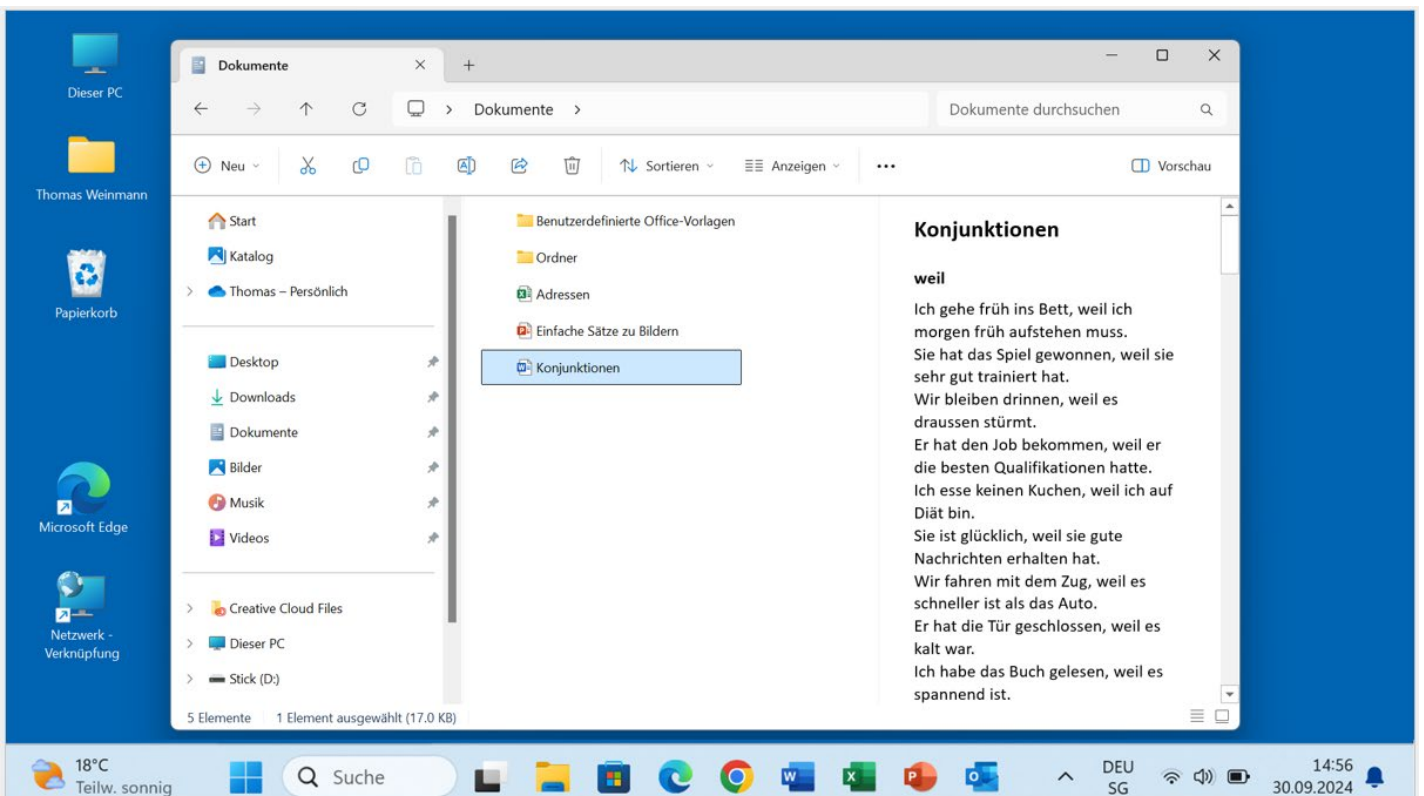 Dieser PC
Thomas Weinmann
Papierkorb
Microsoft Edge
Netzwerk -
Verknüpfung
Dokumente
Dokumente
Dokumente durchsuchen
Neu
Sortieren
Anzeigen
Vorschau
Start
Katalog
Thomas – Persönlich
Desktop
Downloads
Dokumente
Bilder
Musik
Videos
Creative Cloud Files
Dieser PC
Stick (D:)
Benutzerdefinierte Office-Vorlagen
Ordner
Adressen
Einfache Sätze zu Bildern
Konjunktionen
Konjunktionen
weil
Ich gehe früh ins Bett, weil ich
morgen früh aufstehen muss.
Sie hat das Spiel gewonnen, weil sie
sehr gut trainiert hat.
Wir bleiben drinnen, weil es
draussen stürmt.
Er hat den Job bekommen, weil er
die besten Qualifikationen hatte.
Ich esse keinen Kuchen, weil ich auf
Diät bin.
Sie ist glücklich, weil sie gute
Nachrichten erhalten hat.
Wir fahren mit dem Zug, weil es
schneller ist als das Auto.
Er hat die Tür geschlossen, weil es
kalt war.
Ich habe das Buch gelesen, weil es
spannend ist.
5 Elemente 1 Element ausgewählt (17.0 KB)
18°C
Teilw. sonnig
Suche
DEU
SG
14:56
30.09.2024